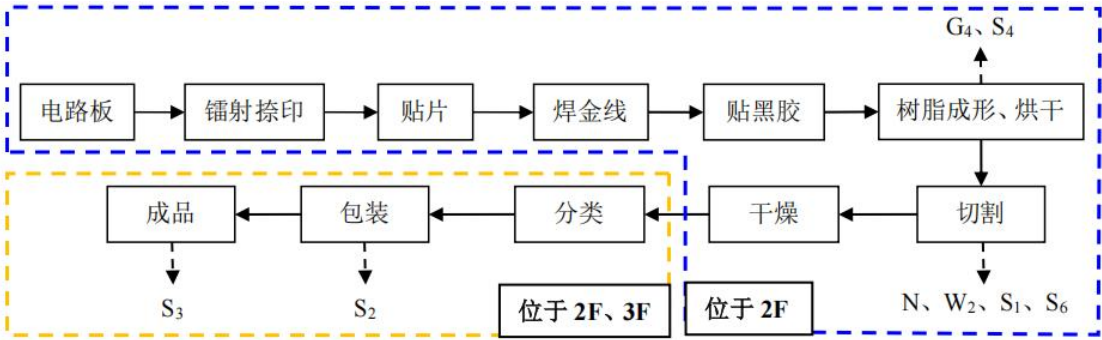 G₄、S₄
电路板
镭射捺印
贴片
焊金线
贴黑胶
树脂成形、烘干
成品
包装
分类
干燥
切割
S₃
S₂
位于 2F、3F
位于 2F
N、W₂、S₁、S₆